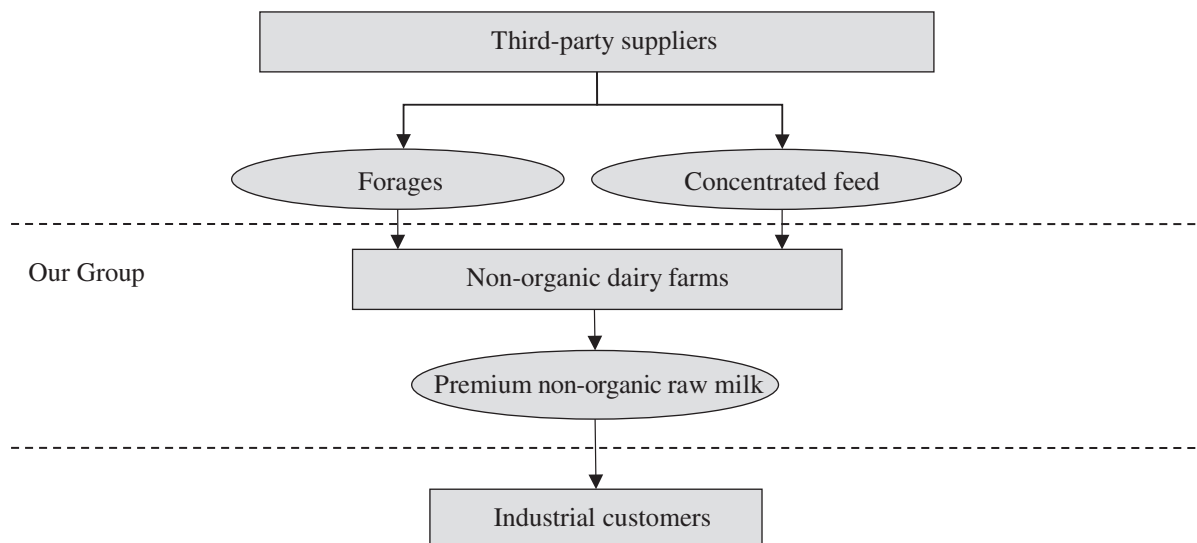 Third-party suppliers
Forages
Concentrated feed
Our Group
Non-organic dairy farms
Premium non-organic raw milk
Industrial customers